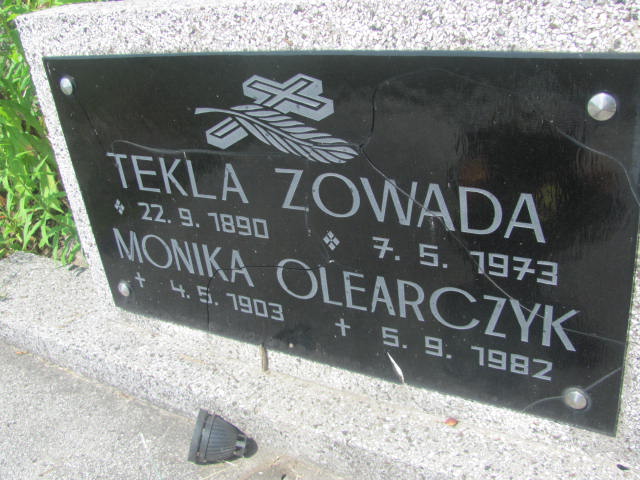 TEKLA ZOWADA
❖ 22. 9. 1890 ❖ 7. 5. 1973
MONIKA OLEARCZYK
+ 4. 5. 1903 + 5. 9. 1982